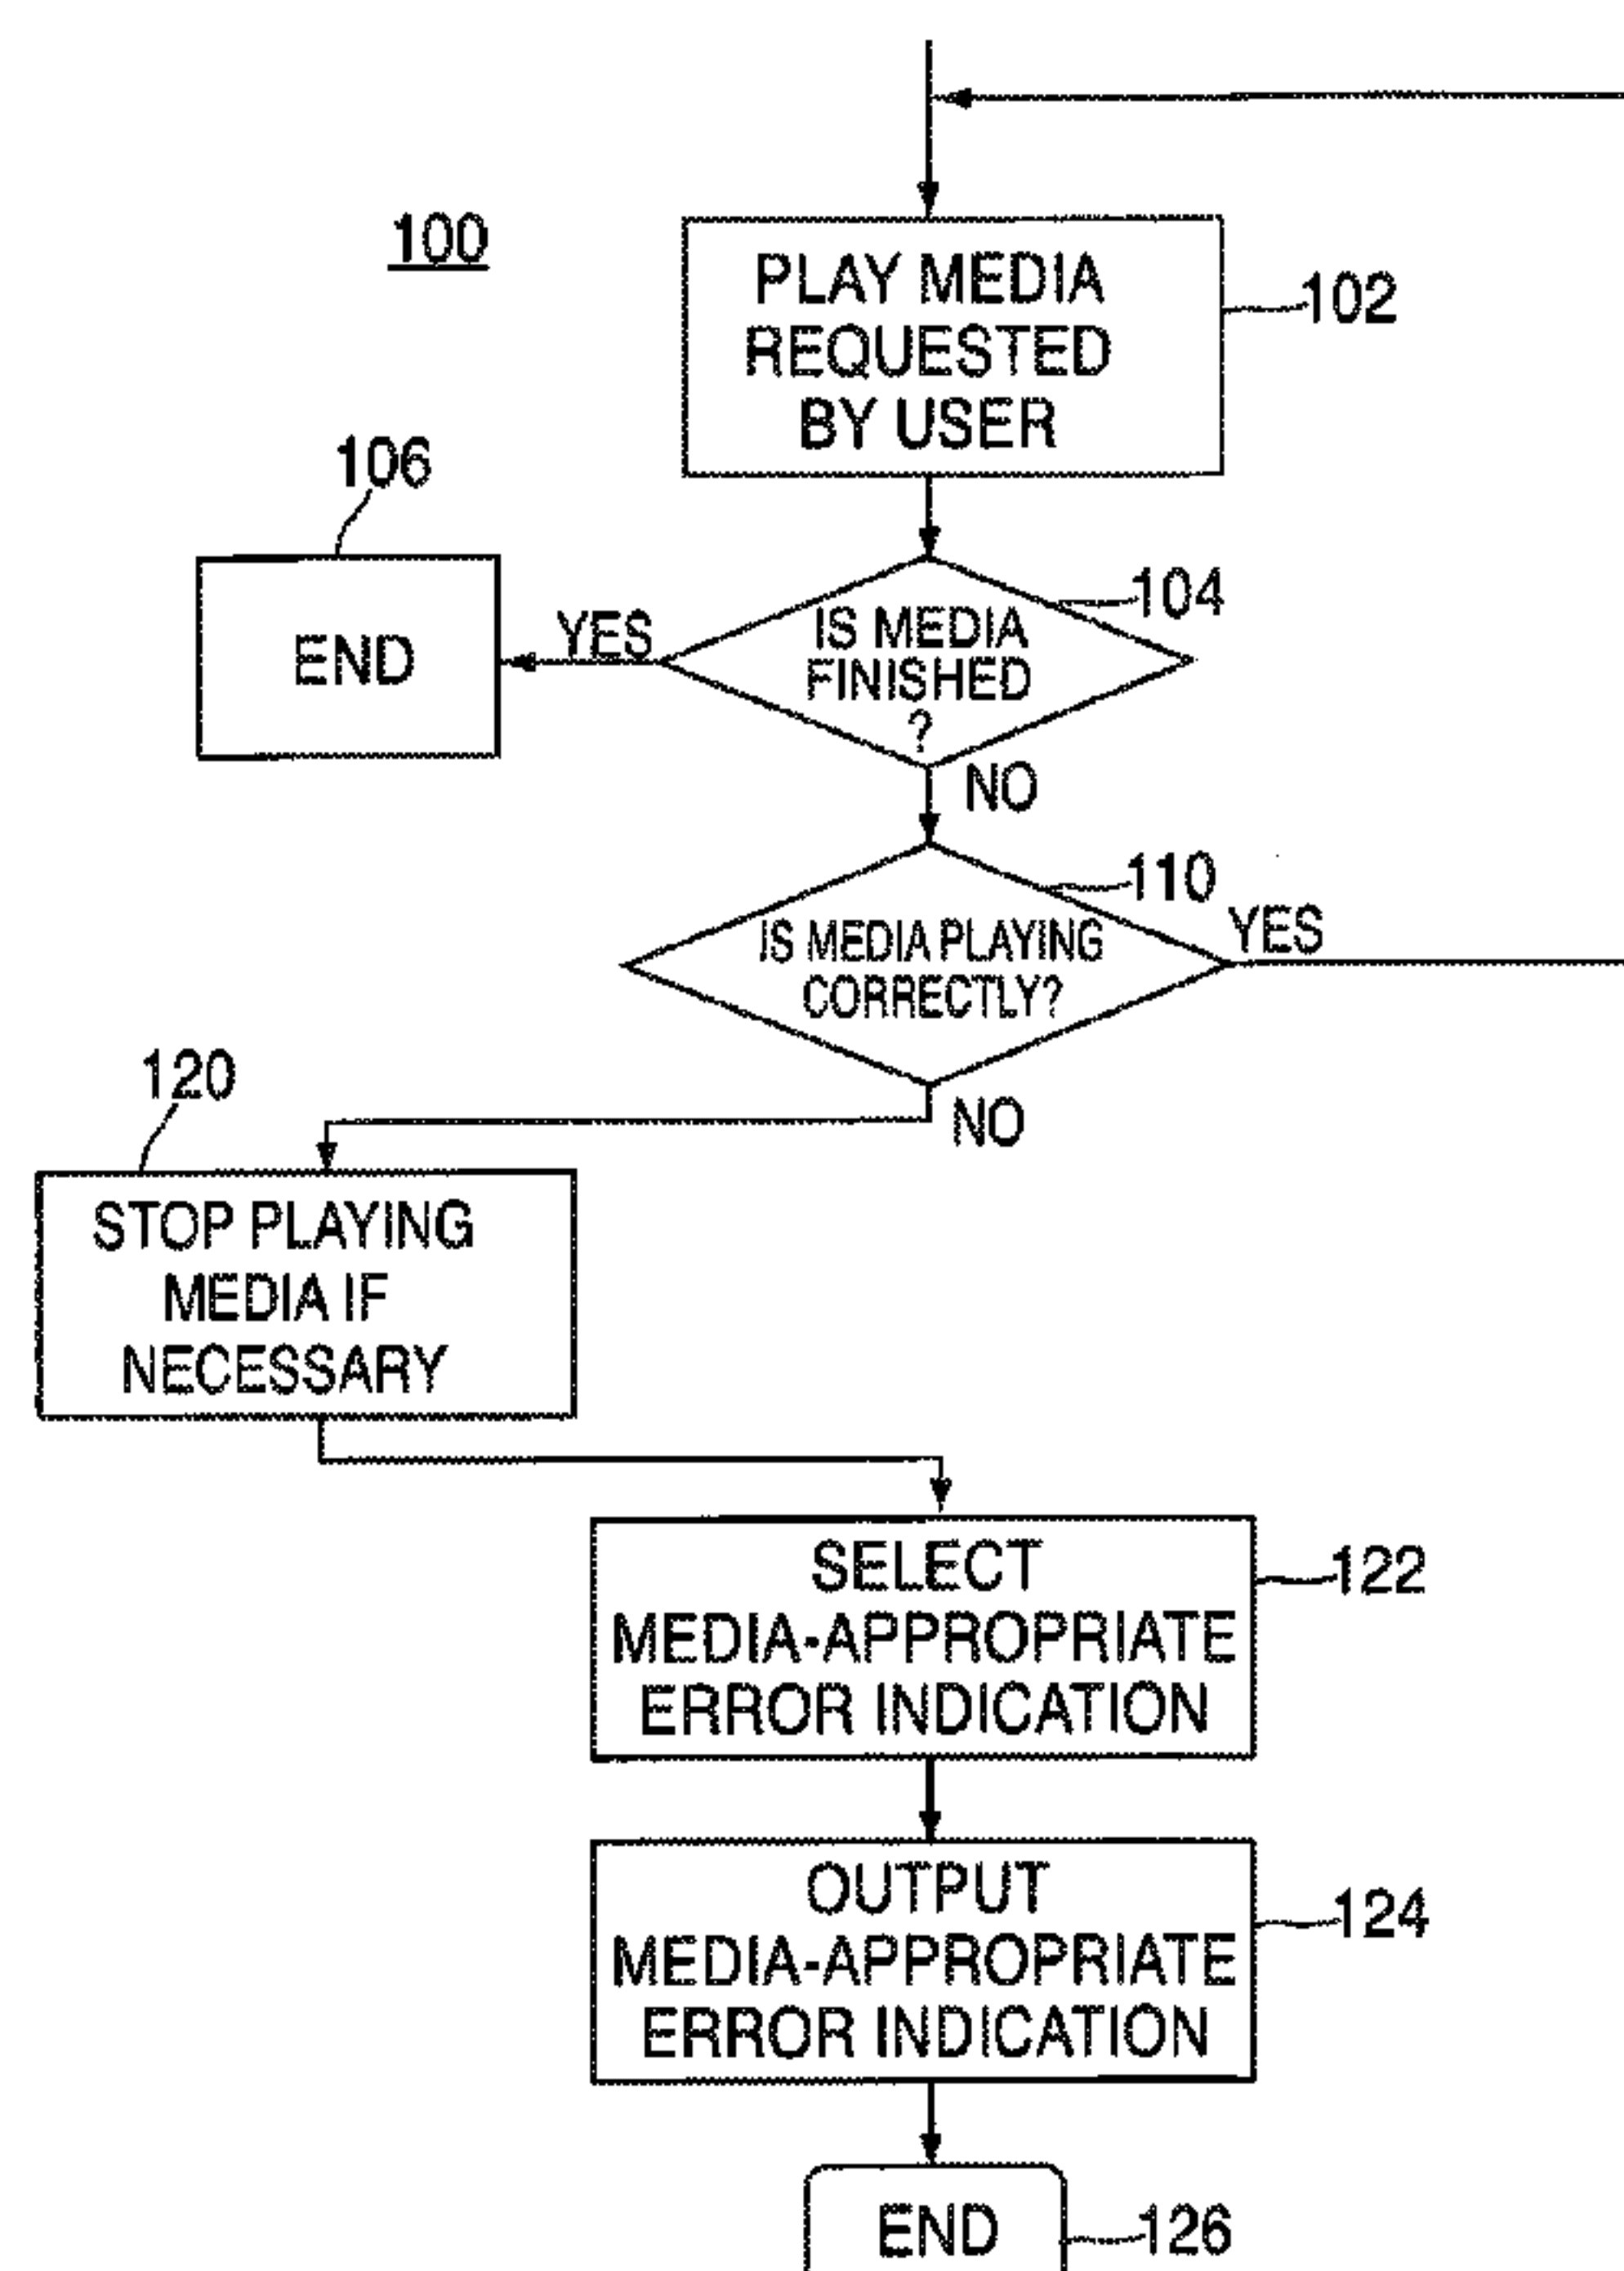 100
PLAY MEDIA
REQUESTED
BY USER
102
106
END
YES
IS MEDIA
FINISHED
?
104
NO
110
IS MEDIA PLAYING
CORRECTLY?
YES
NO
120
STOP PLAYING
MEDIA IF
NECESSARY
SELECT
MEDIA-APPROPRIATE
ERROR INDICATION
122
OUTPUT
MEDIA-APPROPRIATE
ERROR INDICATION
124
END
126